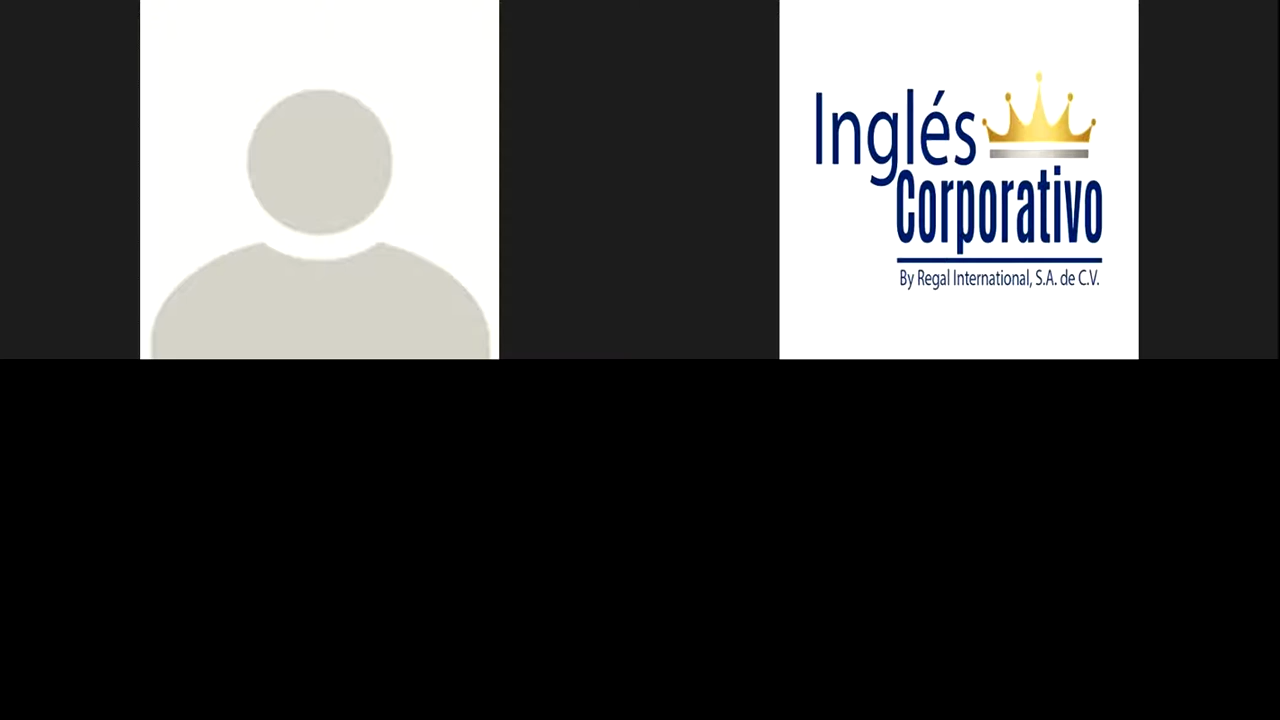 Inglés
Corporativo
By Regal International, S.A. de C.V.